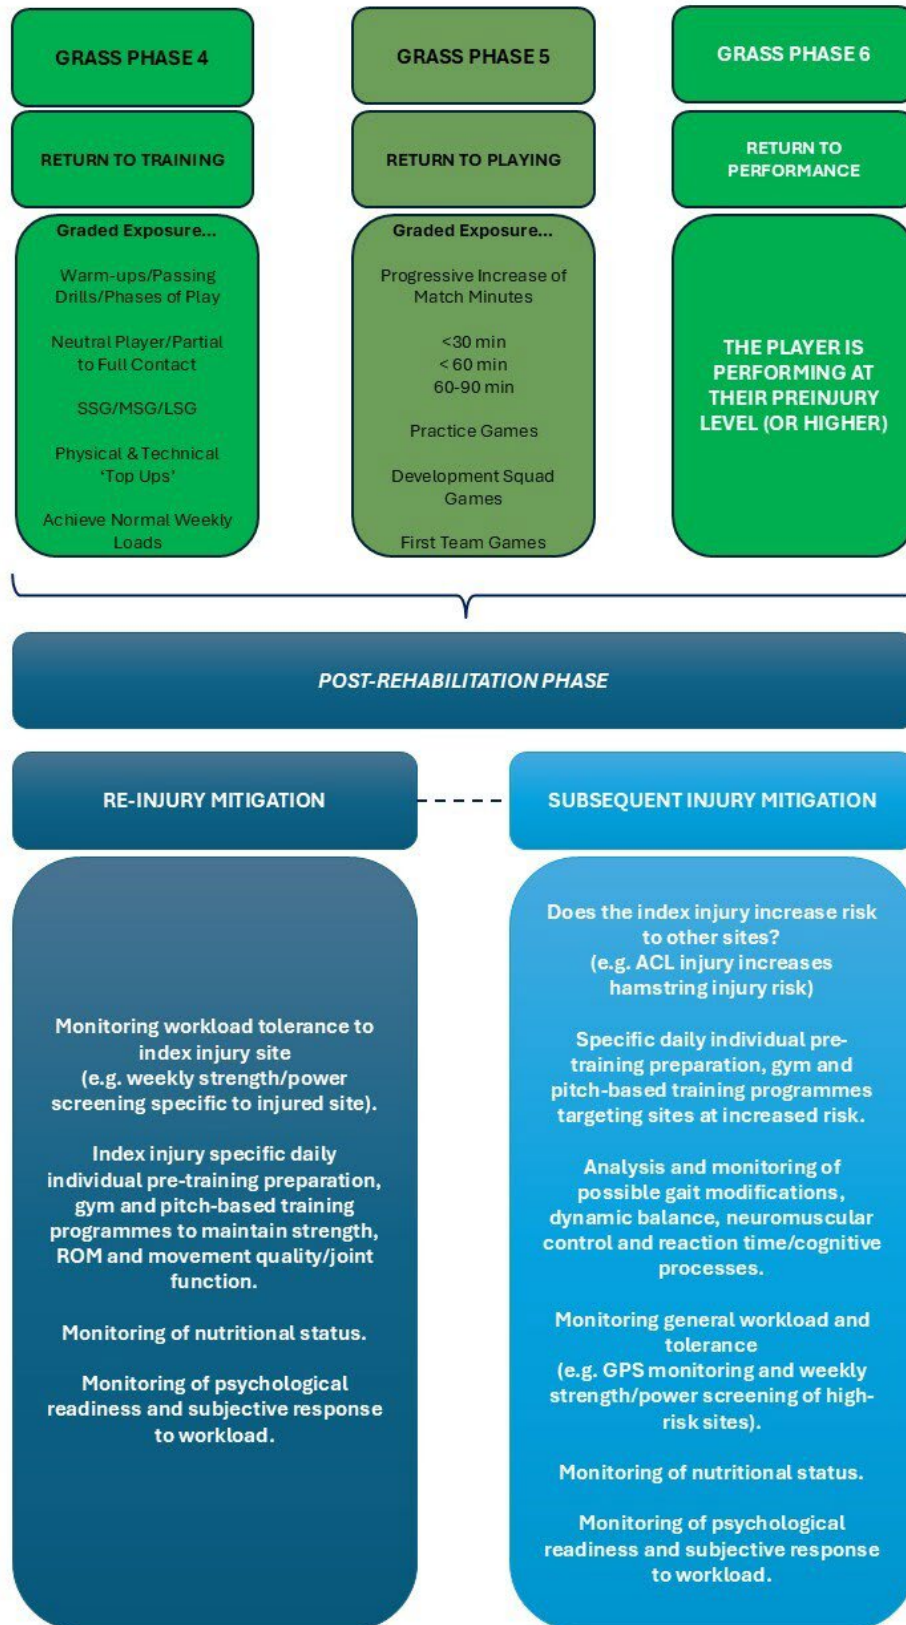 GRASS PHASE 4
RETURN TO TRAINING
Graded Exposure...
Warm-ups/Passing
Drills/Phases of Play
Neutral Player/Partial
to Full Contact
SSG/MSG/LSG
Physical & Technical
‘Top Ups’
Achieve Normal Weekly
Loads
GRASS PHASE 5
RETURN TO PLAYING
Graded Exposure...
Progressive Increase of
Match Minutes
<30 min
< 60 min
60-90 min
Practice Games
Development Squad
Games
First Team Games
GRASS PHASE 6
RETURN TO
PERFORMANCE
THE PLAYER IS
PERFORMING AT
THEIR PREINJURY
LEVEL (OR HIGHER)
POST-REHABILITATION PHASE
RE-INJURY MITIGATION
Monitoring workload tolerance to
index injury site
(e.g. weekly strength/power
screening specific to injured site).
Index injury specific daily
individual pre-training preparation,
gym and pitch-based training
programmes to maintain strength,
ROM and movement quality/joint
function.
Monitoring of nutritional status.
Monitoring of psychological
readiness and subjective response
to workload.
SUBSEQUENT INJURY MITIGATION
Does the index injury increase risk
to other sites?
(e.g. ACL injury increases
hamstring injury risk)
Specific daily individual pre-
training preparation, gym and
pitch-based training programmes
targeting sites at increased risk.
Analysis and monitoring of
possible gait modifications,
dynamic balance, neuromuscular
control and reaction time/cognitive
processes.
Monitoring general workload and
tolerance
(e.g. GPS monitoring and weekly
strength/power screening of high-
risk sites).
Monitoring of nutritional status.
Monitoring of psychological
readiness and subjective response
to workload.